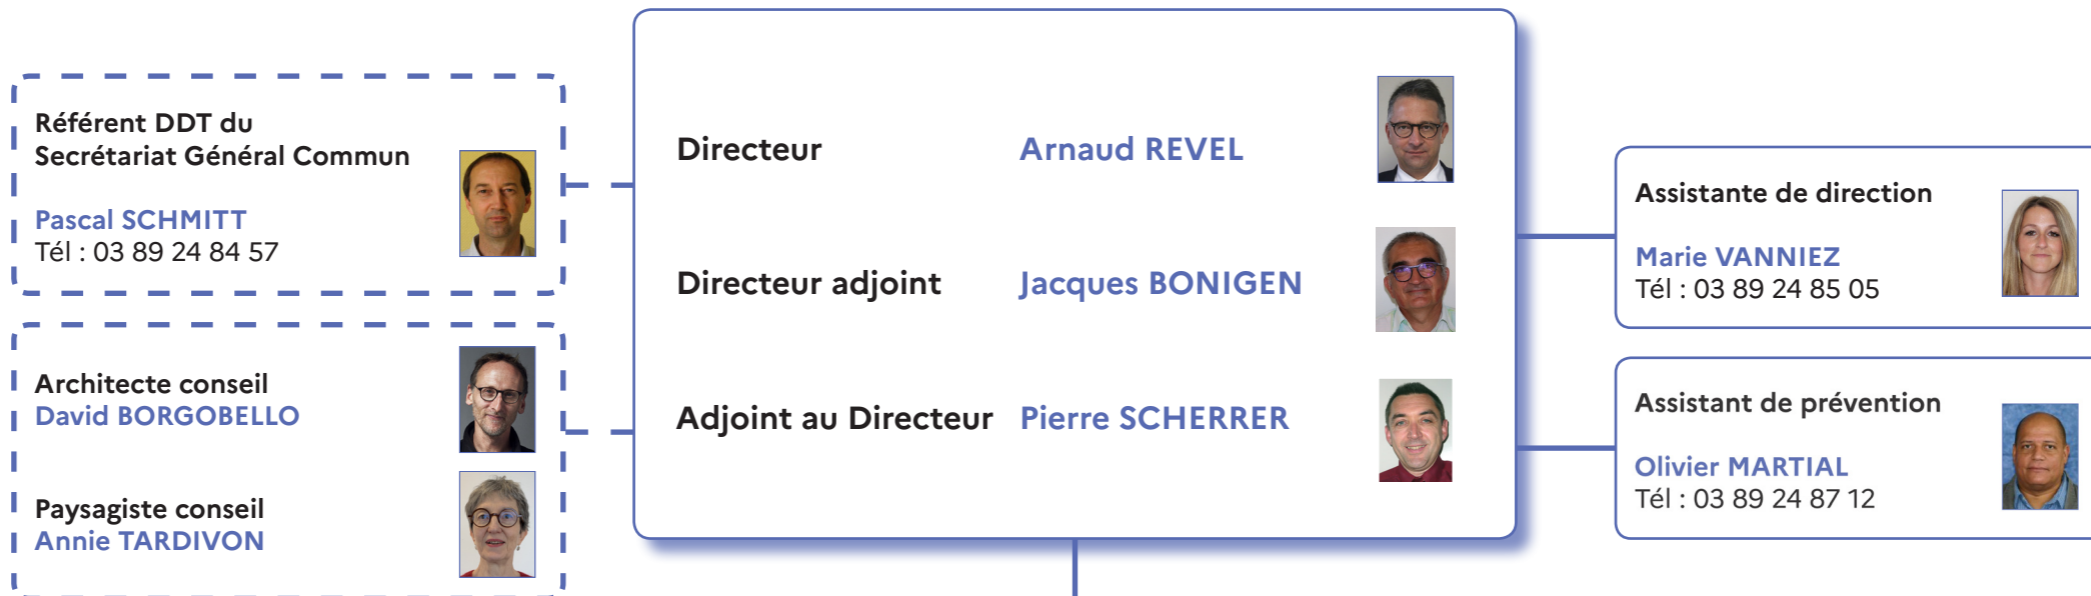 Référent DDT du
Secrétariat Général Commun
Pascal SCHMITT
Tél : 03 89 24 84 57
Architecte conseil
David BORGOBELLO
Paysagiste conseil
Annie TARDIVON
Directeur Arnaud REVEL
Directeur adjoint Jacques BONIGEN
Adjoint au Directeur Pierre SCHERRER
Assistante de direction
Marie VANNIEZ
Tél : 03 89 24 85 05
Assistant de prévention
Olivier MARTIAL
Tél : 03 89 24 87 12